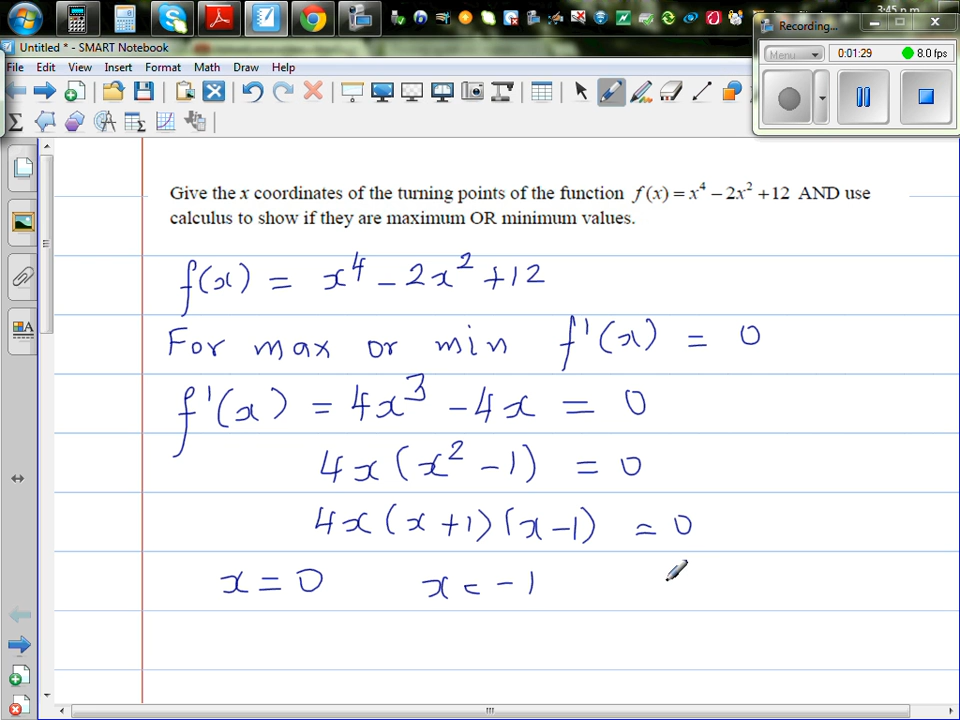 3:45 p.m.
Recording...
Untitled * - SMART Notebook
Menu
0:01:29
8.0 fps
File Edit View Insert Format Math Draw Help
Give the x coordinates of the turning points of the function f(x) = x⁴ − 2x² + 12 AND use
calculus to show if they are maximum OR minimum values.
f(x) = x⁴ - 2x² + 12
For max or min f'(x) = 0
f'(x) = 4x³ - 4x = 0
4x(x² - 1) = 0
4x(x+1)(x-1) = 0
x = 0 x = -1